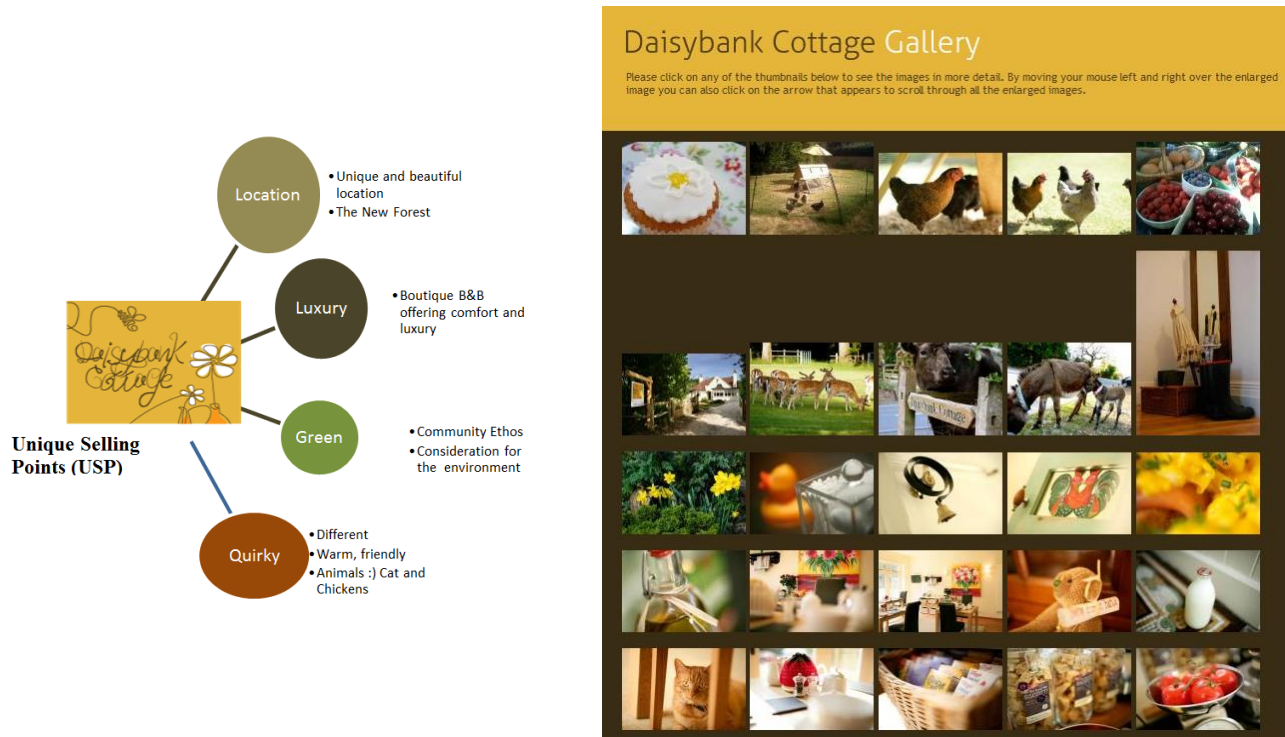 Location
• Unique and beautiful
location
• The New Forest
Luxury
• Boutique B&B
offering comfort and
luxury
Daisybank
Cottage
Green
• Community Ethos
• Consideration for
the environment
Unique Selling
Points (USP)
Quirky
• Different
• Warm, friendly
• Animals :) Cat and
Chickens
Daisybank Cottage Gallery
Please click on any of the thumbnails below to see the images in more detail. By moving your mouse left and right over the enlarged
image you can also click on the arrow that appears to scroll through all the enlarged images.
Daisybank Cottage